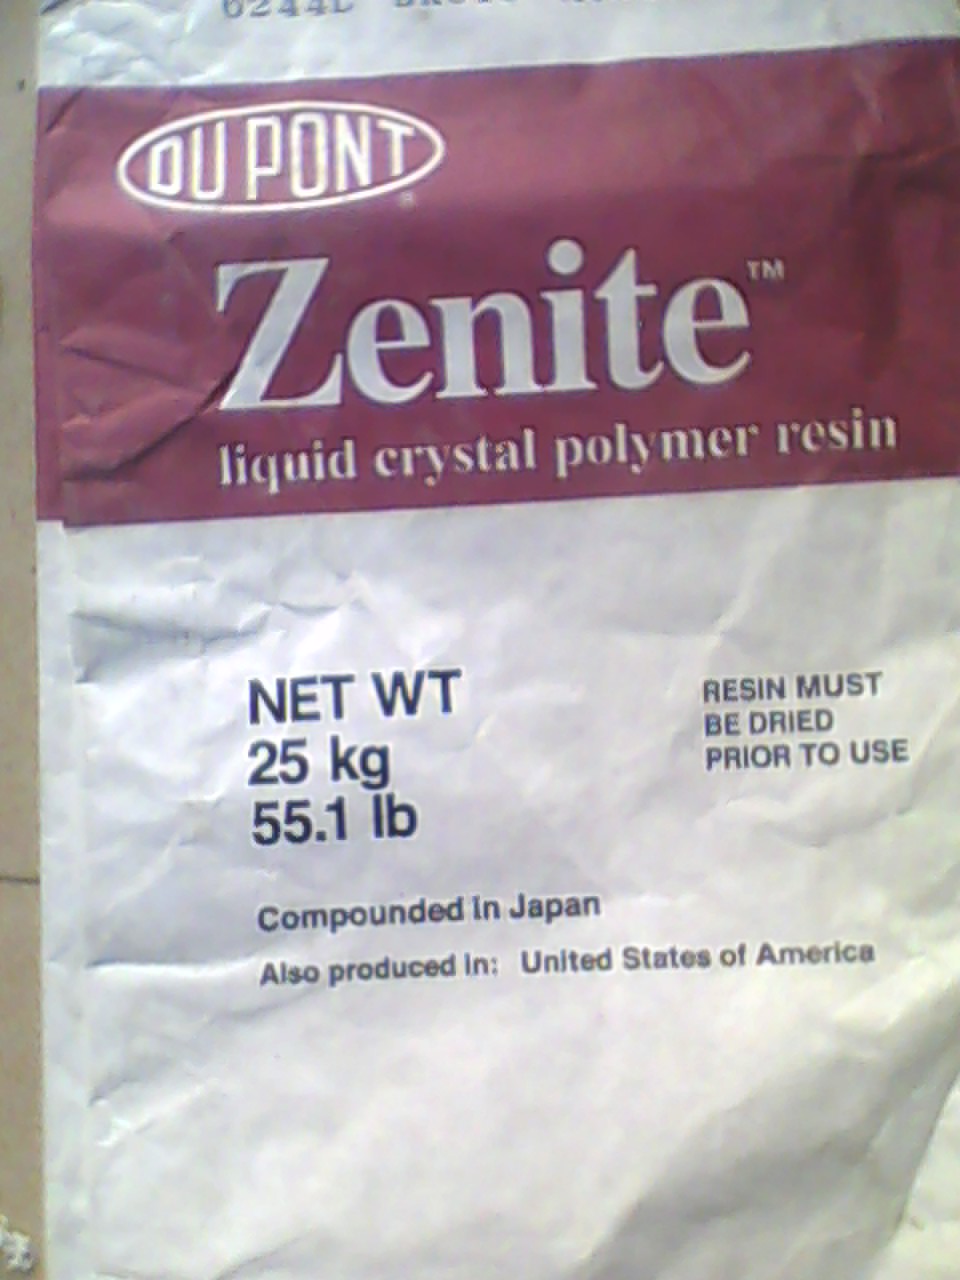 6244L
DU PONT
®
Zenite™
liquid crystal polymer resin
NET WT
25 kg
55.1 lb
RESIN MUST
BE DRIED
PRIOR TO USE
Compounded in Japan
Also produced in: United States of America